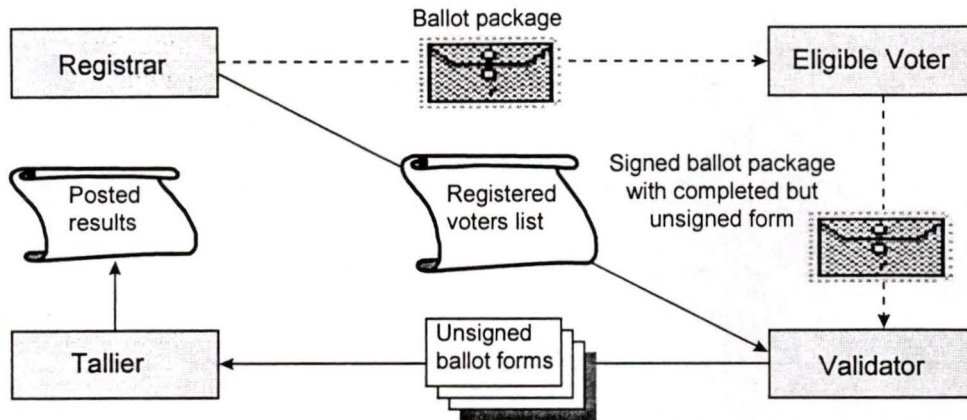 Ballot package
Registrar
Eligible Voter
Signed ballot package
with completed but
unsigned form
Posted
results
Registered
voters list
Unsigned
ballot forms
Tallier
Validator